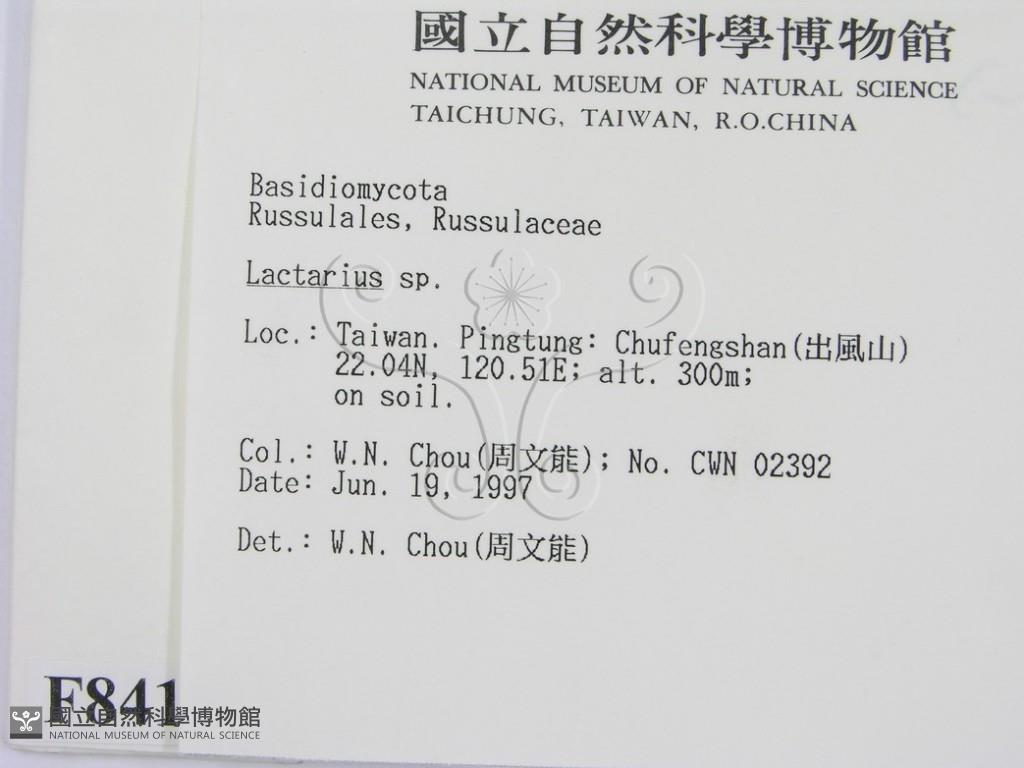 國立自然科學博物館
NATIONAL MUSEUM OF NATURAL SCIENCE
TAICHUNG, TAIWAN, R.O.CHINA
Basidiomycota
Russulales, Russulaceae
Lactarius sp.
Loc.: Taiwan. Pingtung: Chufengshan(出風山)
22.04N, 120.51E; alt. 300m;
on soil.
Col.: W.N. Chou(周文能); No. CWN 02392
Date: Jun. 19, 1997
Det.: W.N. Chou(周文能)
F841
國立自然科學博物館
NATIONAL MUSEUM OF NATURAL SCIENCE